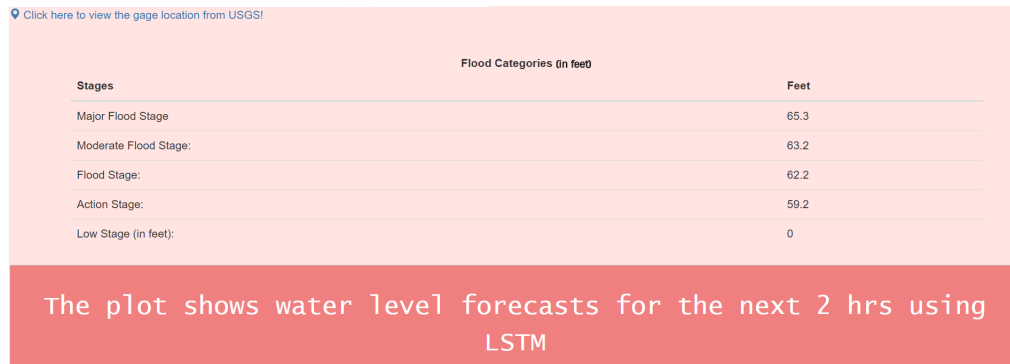 Click here to view the gage location from USGS!
Flood Categories (in feet)
Stages Feet
Major Flood Stage 65.3
Moderate Flood Stage: 63.2
Flood Stage: 62.2
Action Stage: 59.2
Low Stage (in feet): 0
The plot shows water level forecasts for the next 2 hrs using
LSTM